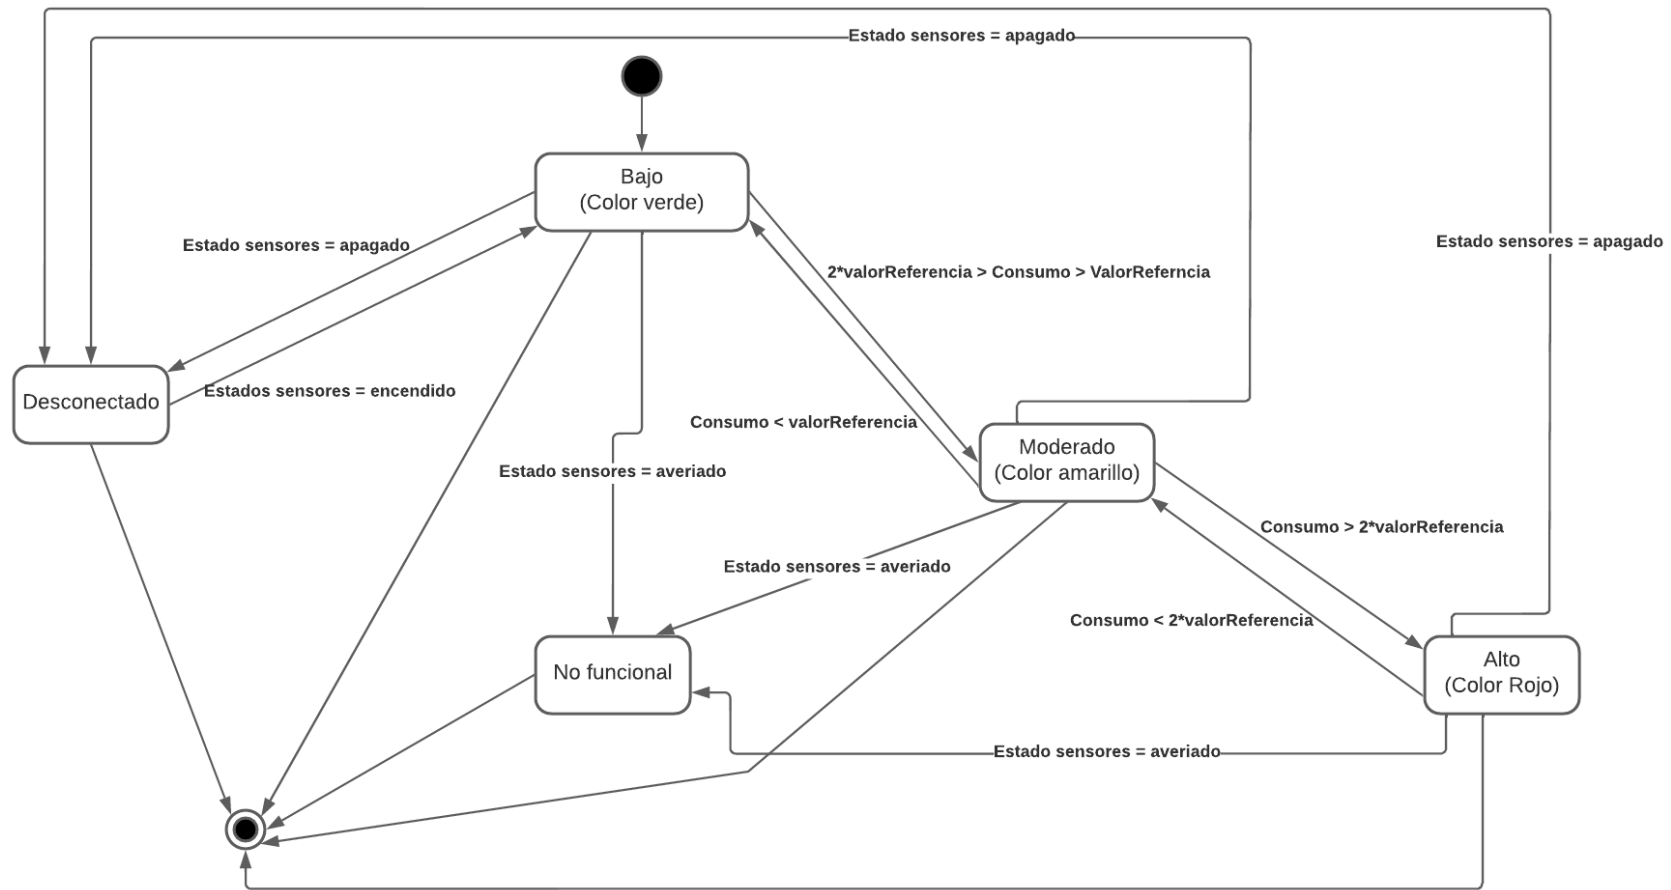 Estado sensores = apagado
Bajo
(Color verde)
Estado sensores = apagado
Estado sensores = apagado
2*valorReferencia > Consumo > ValorReferncia
Estados sensores = encendido
Desconectado
Consumo < valorReferencia
Moderado
(Color amarillo)
Estado sensores = averiado
Consumo > 2*valorReferencia
Estado sensores = averiado
Consumo < 2*valorReferencia
No funcional
Alto
(Color Rojo)
Estado sensores = averiado